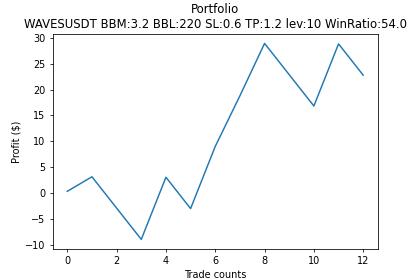 Portfolio
WAVESUSDT BBM:3.2 BBL:220 SL:0.6 TP:1.2 lev:10 WinRatio:54.0
30
25
20
15
10
5
0
−5
−10
Profit ($)
0 2 4 6 8 10 12
Trade counts